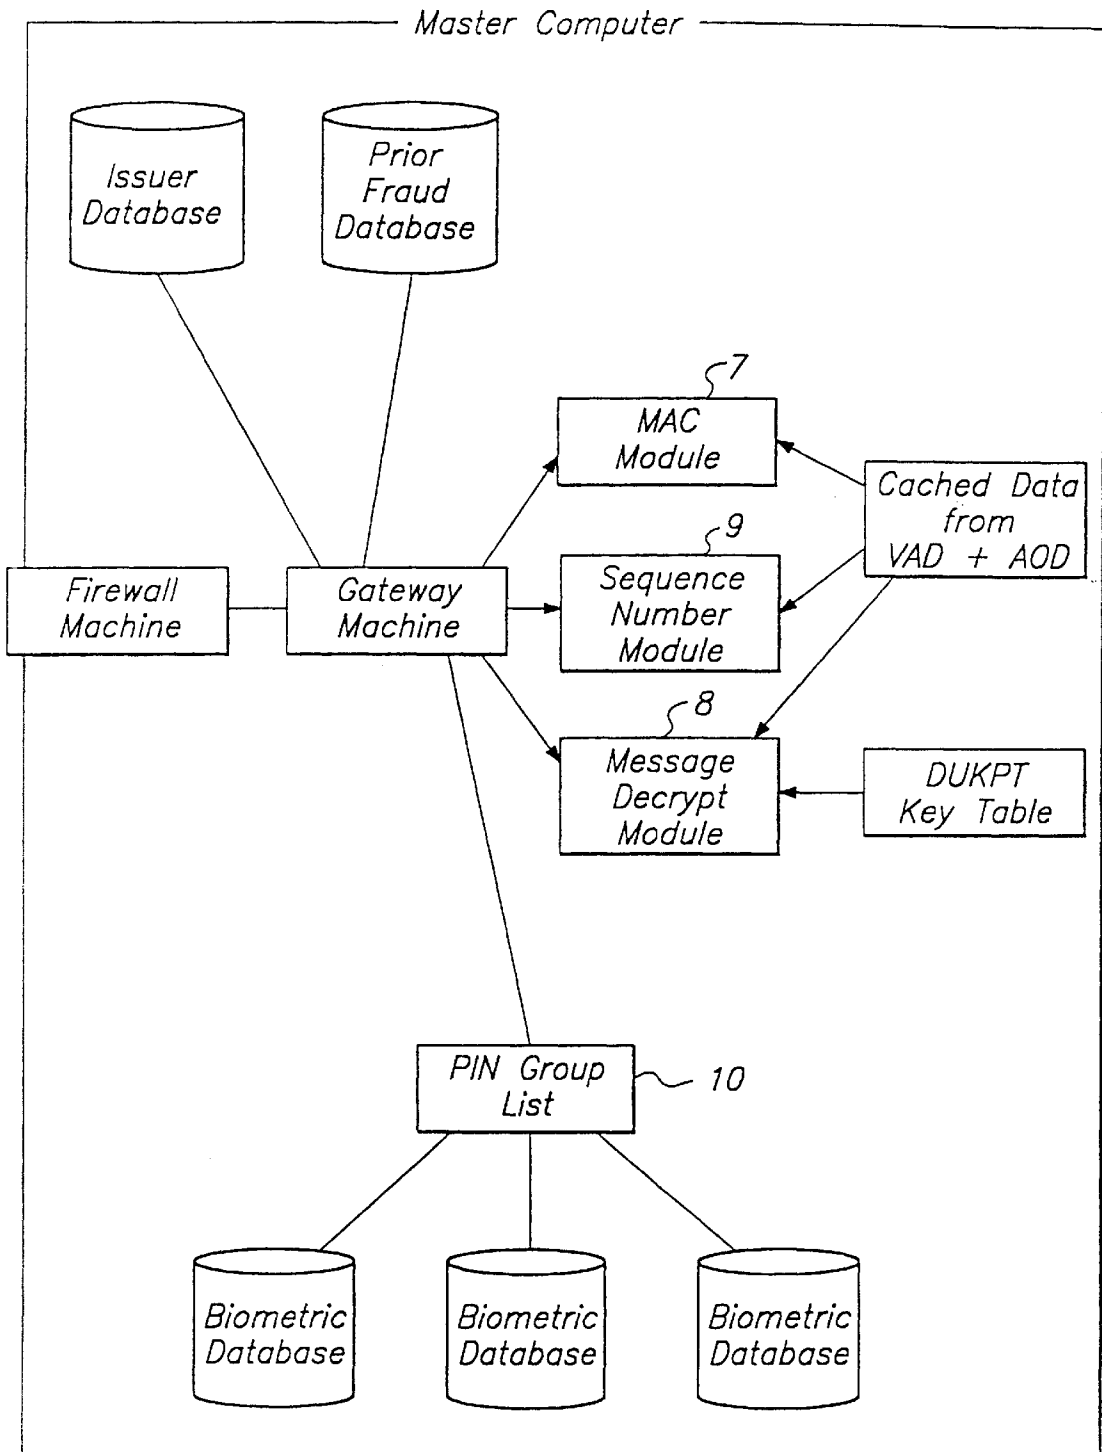 Master Computer
Issuer
Database
Prior
Fraud
Database
7
MAC
Module
Cached Data
from
VAD + AOD
9
Sequence
Number
Module
Firewall
Machine
Gateway
Machine
8
Message
Decrypt
Module
DUKPT
Key Table
PIN Group
List
10
Biometric
Database
Biometric
Database
Biometric
Database